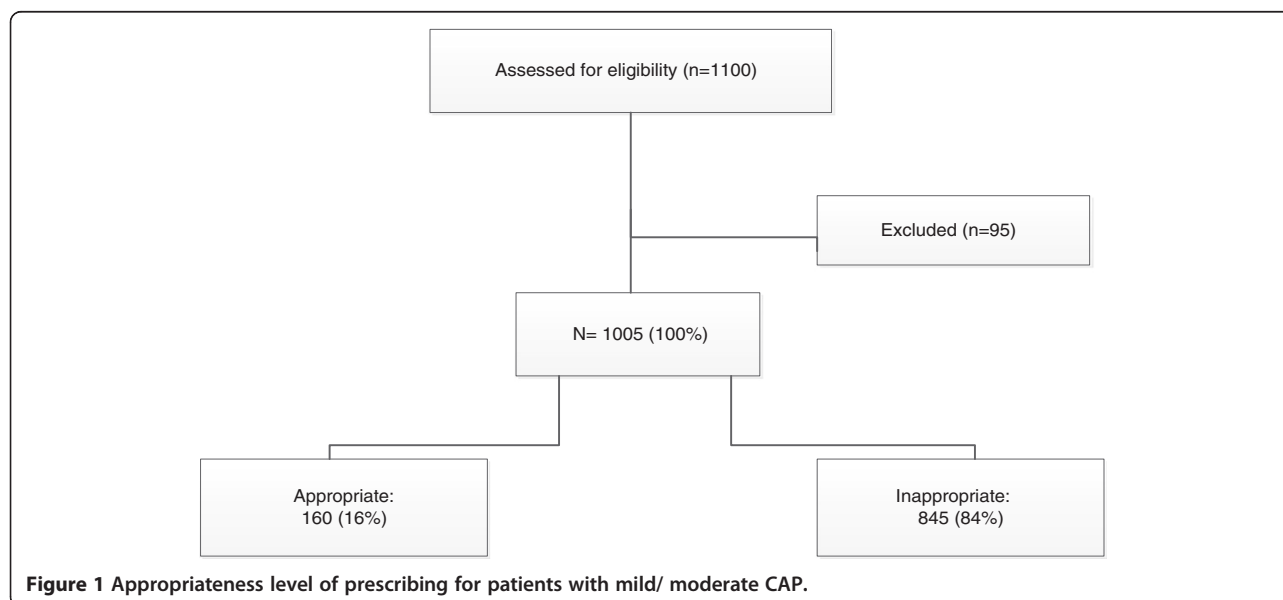 Assessed for eligibility (n=1100)
Excluded (n=95)
N= 1005 (100%)
Appropriate:
160 (16%)
Inappropriate:
845 (84%)
Figure 1 Appropriateness level of prescribing for patients with mild/ moderate CAP.